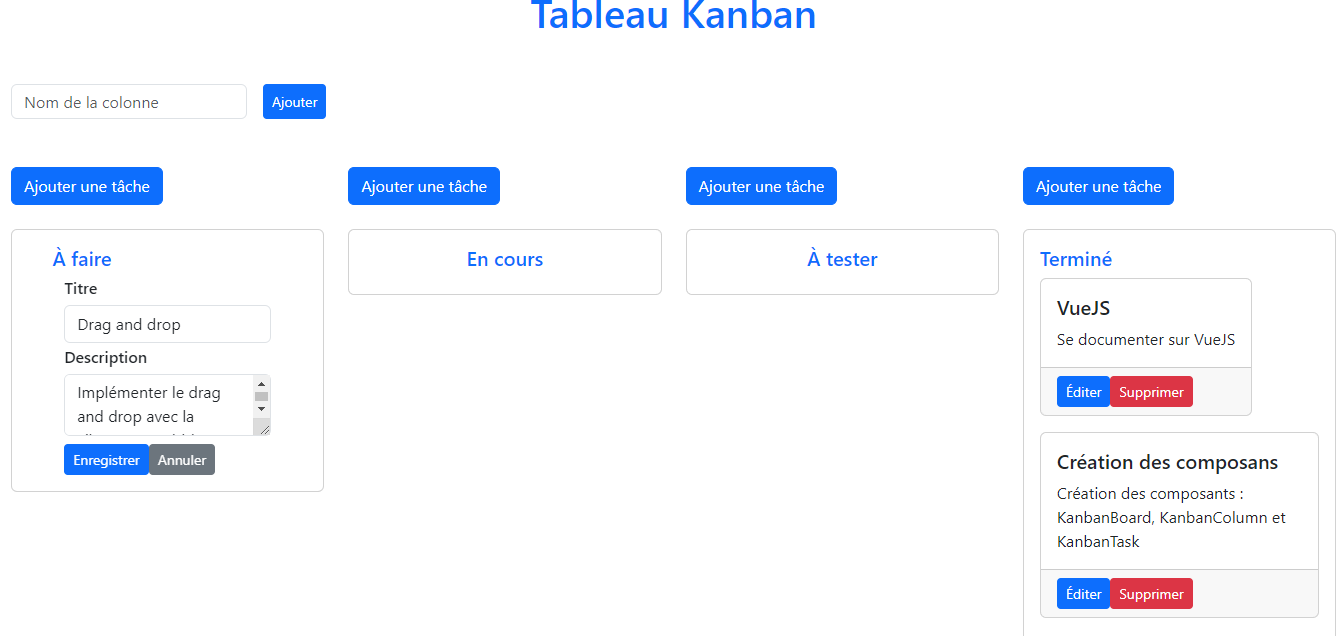 Tableau Kanban
Nom de la colonne
Ajouter
Ajouter une tâche
Ajouter une tâche
Ajouter une tâche
Ajouter une tâche
À faire
Titre
Drag and drop
Description
Implémenter le drag
and drop avec la
Enregistrer
Annuler
En cours
À tester
Terminé
VueJS
Se documenter sur VueJS
Éditer
Supprimer
Création des composans
Création des composants :
KanbanBoard, KanbanColumn et
KanbanTask
Éditer
Supprimer